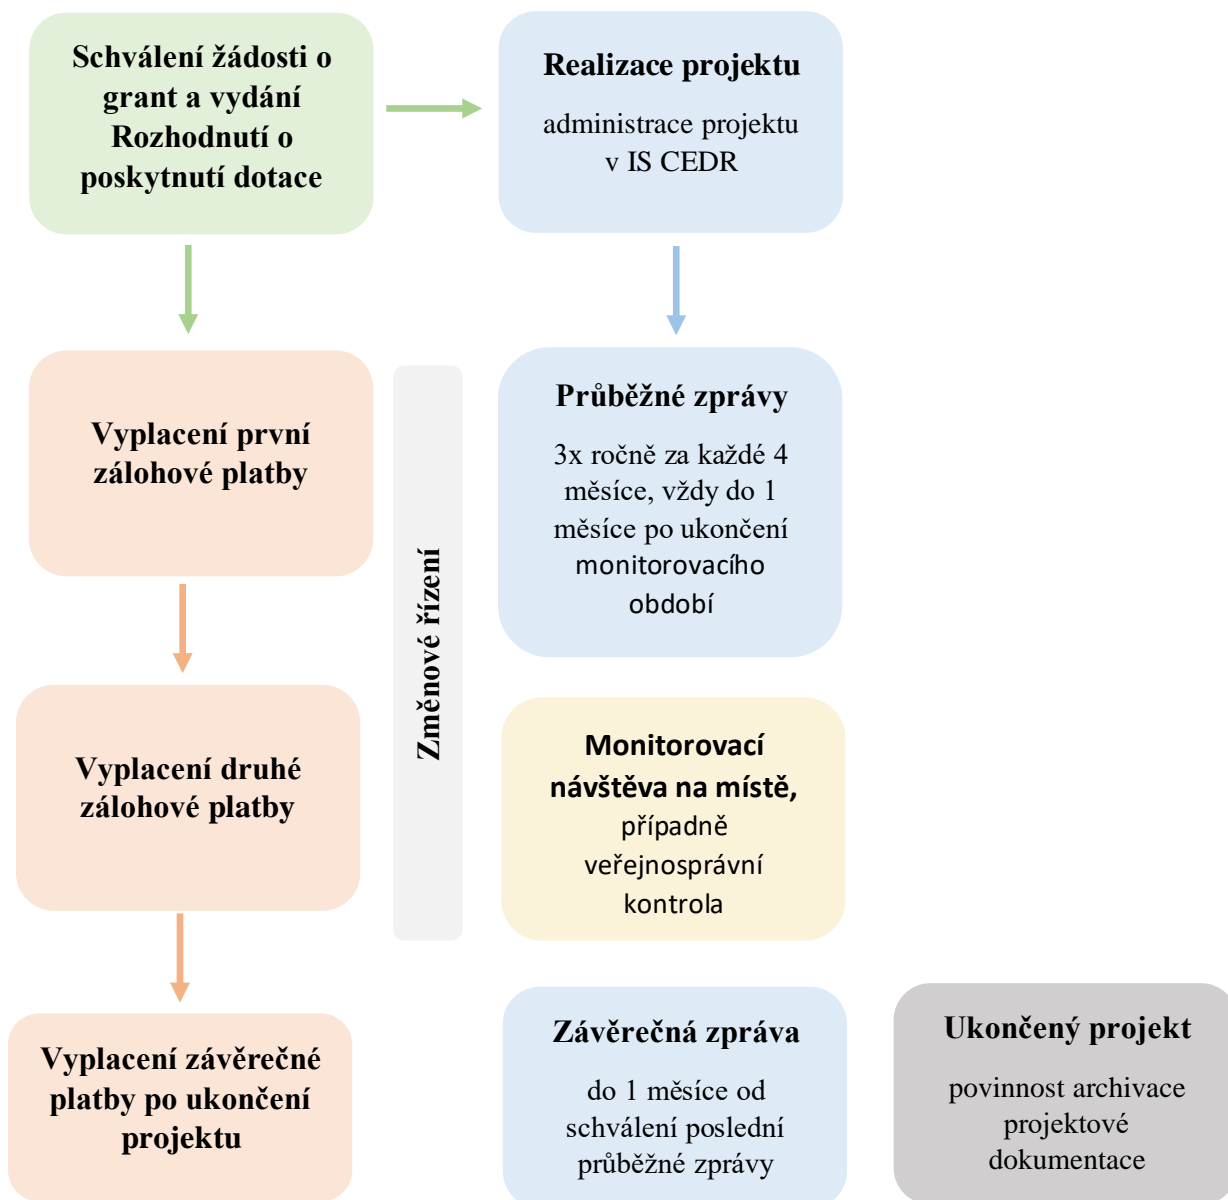 Schválení žádosti o
grant a vydání
Rozhodnutí o
poskytnutí dotace
Realizace projektu
administrace projektu
v IS CEDR
Vyplacení první
zálohové platby
Změnové řízení
Průběžné zprávy
3x ročně za každé 4
měsíce, vždy do 1
měsíce po ukončení
monitorovacího
období
Vyplacení druhé
zálohové platby
Monitorovací
návštěva na místě,
případně
veřejnosprávní
kontrola
Vyplacení závěrečné
platby po ukončení
projektu
Závěrečná zpráva
do 1 měsíce od
schválení poslední
průběžné zprávy
Ukončený projekt
povinnost archivace
projektové
dokumentace